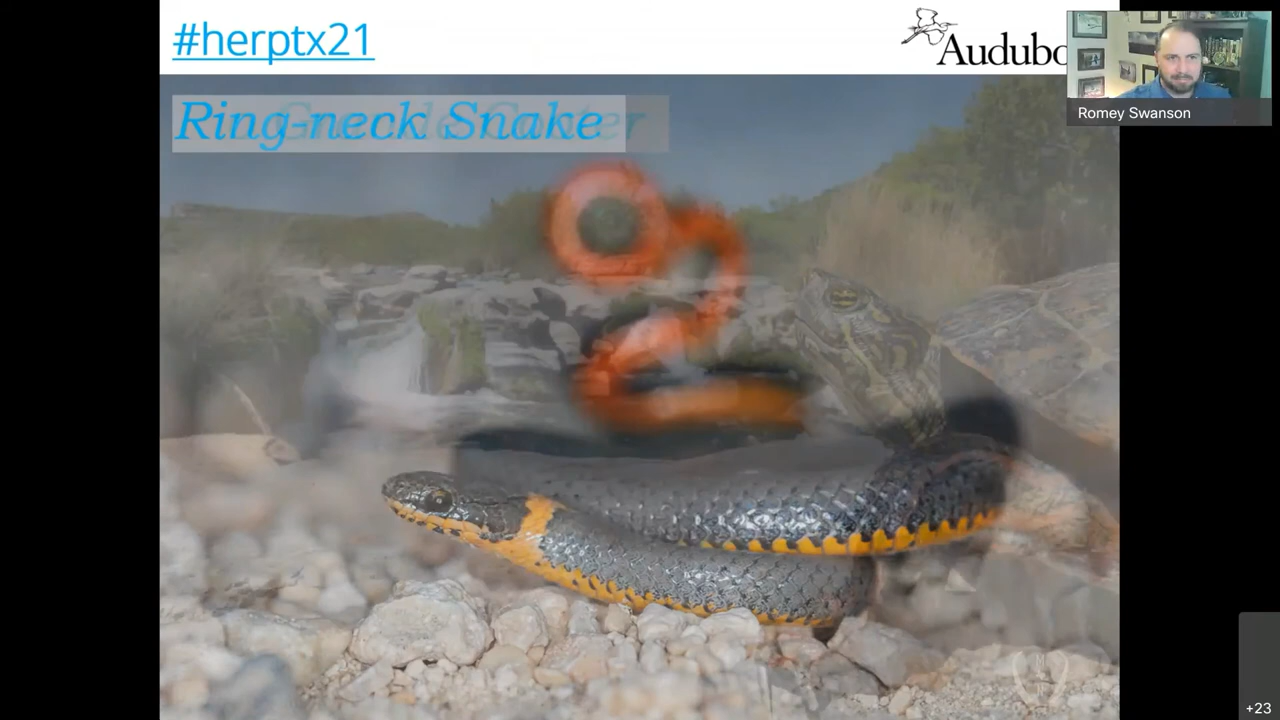 #herptx21
Audubo
Romey Swanson
Ring-neck Snake
+23